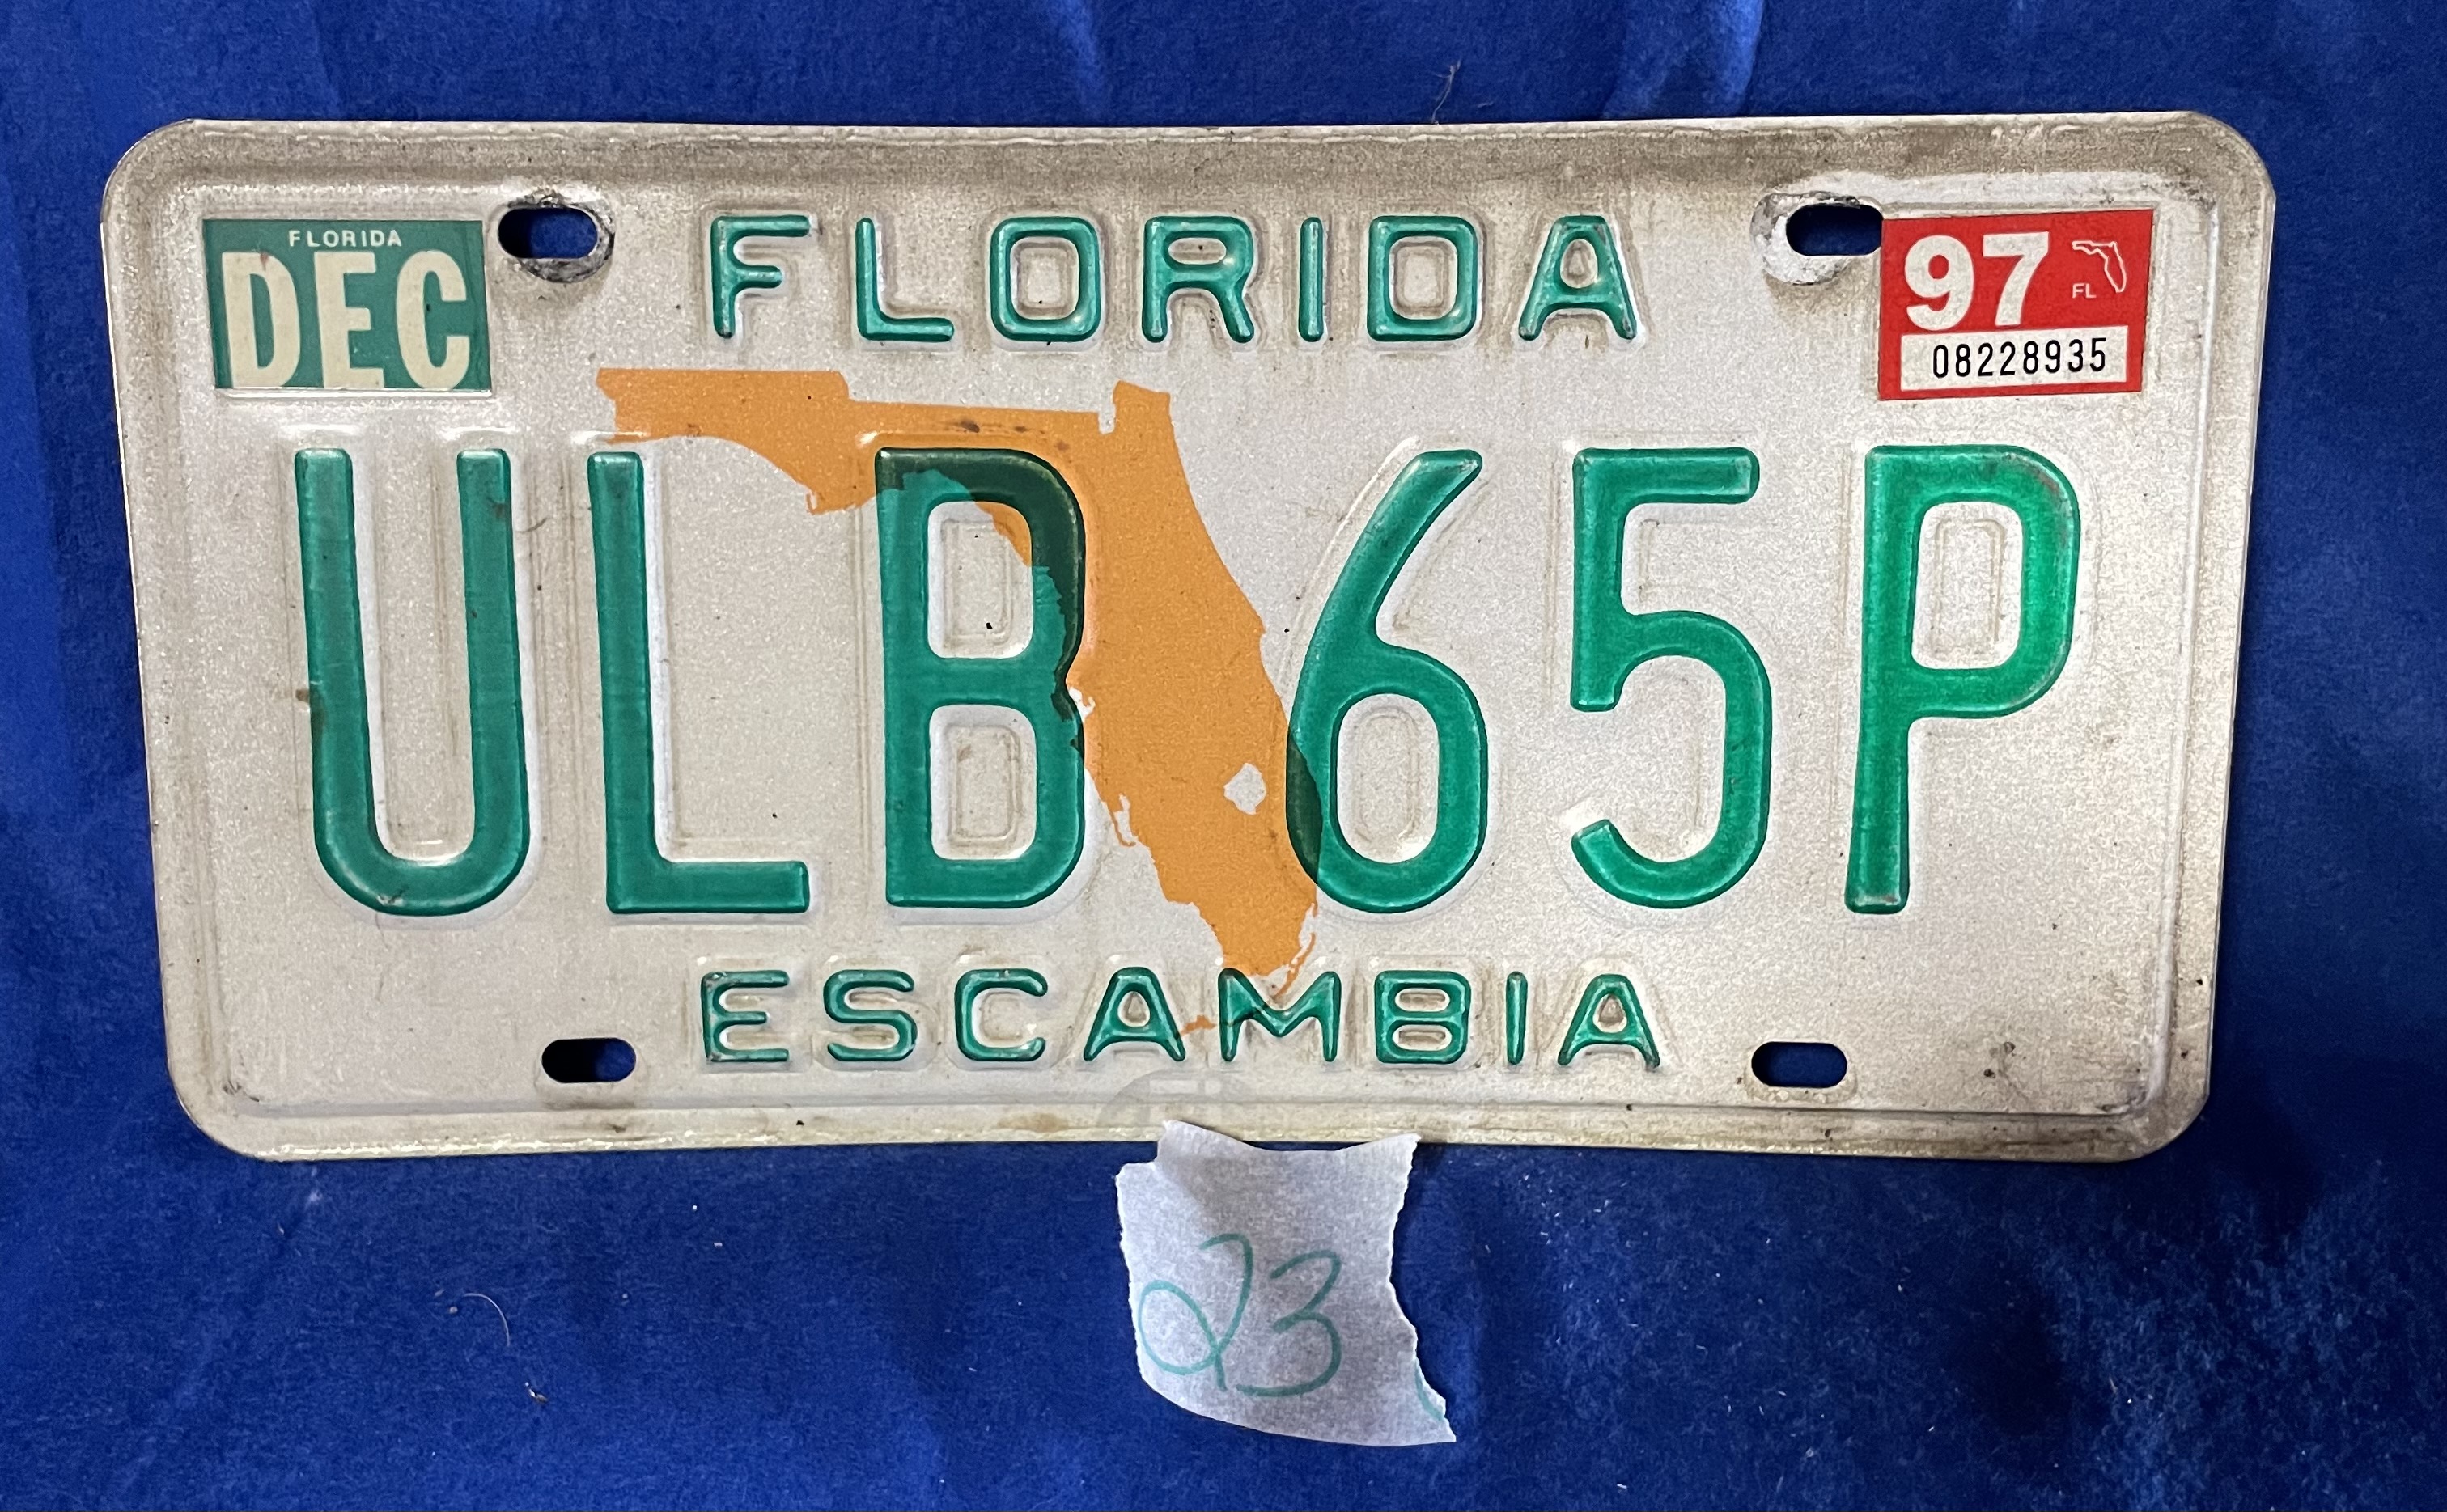 FLORIDA
DEC
FLORIDA
97
FL
08228935
ULB 65P
ESCAMBIA
23